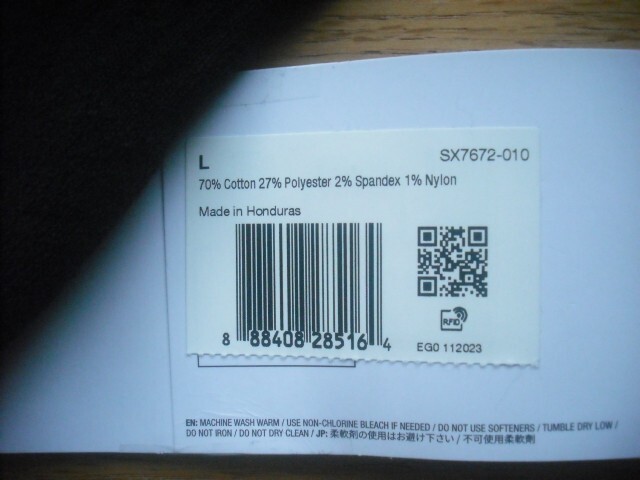 L
SX7672-010
70% Cotton 27% Polyester 2% Spandex 1% Nylon
Made in Honduras
RFID
8 88408 28516 4
EG0 112023
EN: MACHINE WASH WARM / USE NON-CHLORINE BLEACH IF NEEDED / DO NOT USE SOFTENERS / TUMBLE DRY LOW /
DO NOT IRON / DO NOT DRY CLEAN / JP: 柔軟剤の使用はお避け下さい / 不可使用柔軟劑